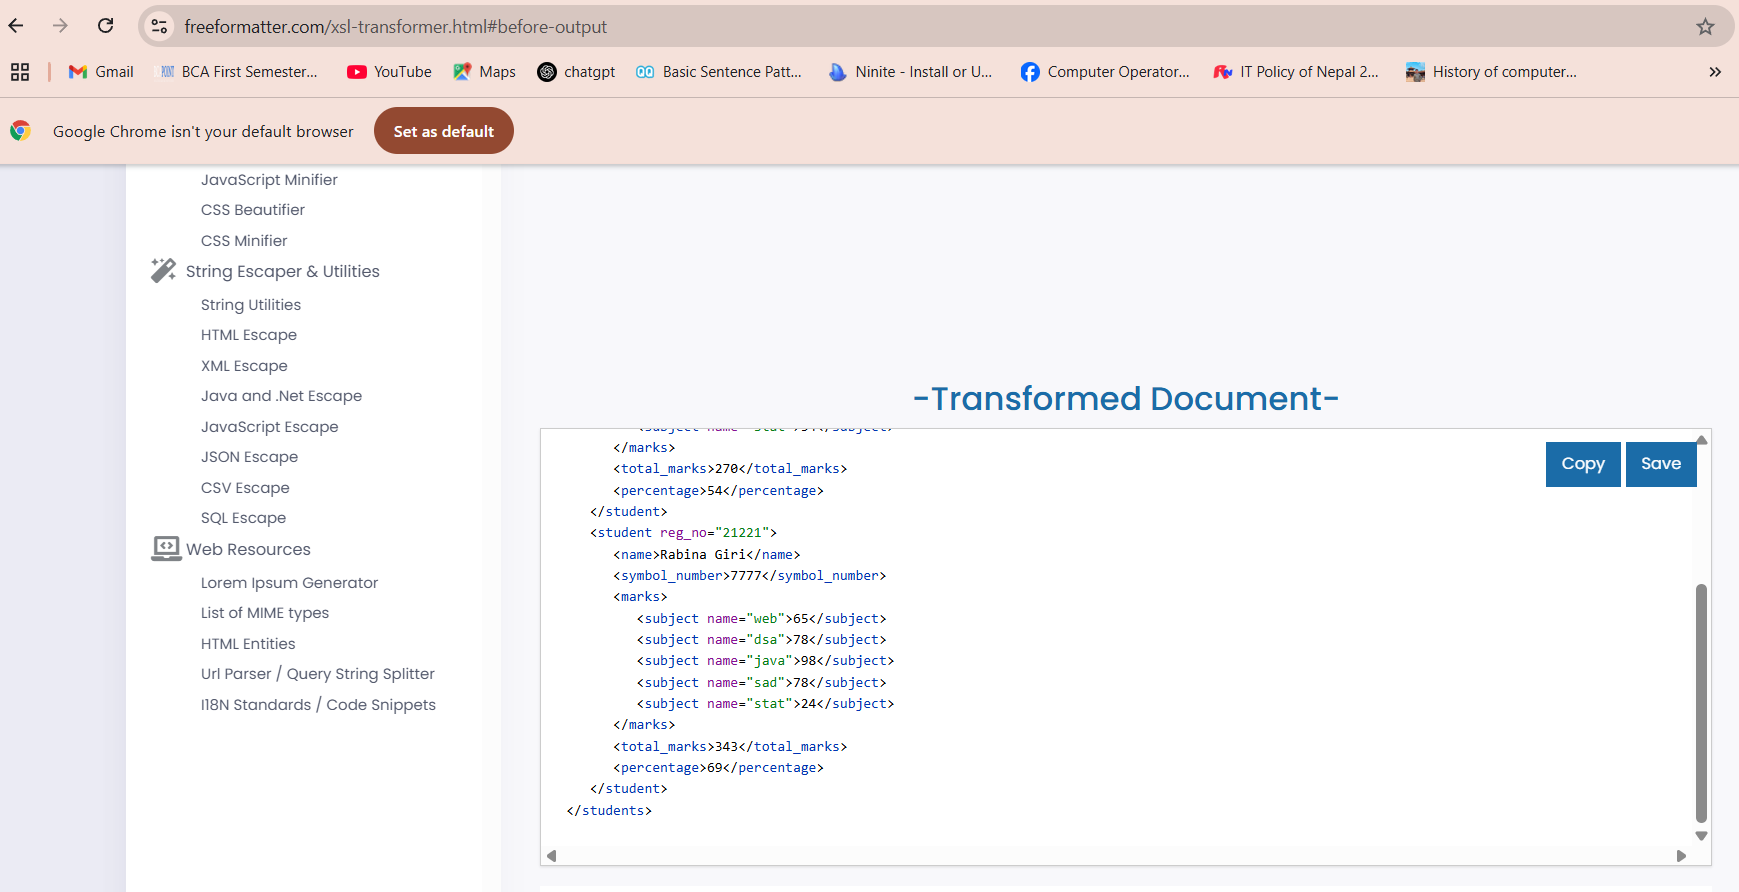 freeformatter.com/xsl-transformer.html#before-output
Gmail
BCA First Semester...
YouTube
Maps
chatgpt
Basic Sentence Patt...
Ninite - Install or U...
Computer Operator...
IT Policy of Nepal 2...
History of computer...
Google Chrome isn't your default browser
Set as default
JavaScript Minifier
CSS Beautifier
CSS Minifier
String Escaper & Utilities
String Utilities
HTML Escape
XML Escape
Java and .Net Escape
JavaScript Escape
JSON Escape
CSV Escape
SQL Escape
Web Resources
Lorem Ipsum Generator
List of MIME types
HTML Entities
Url Parser / Query String Splitter
I18N Standards / Code Snippets
-Transformed Document-
Copy
Save
</marks>
<total_marks>270</total_marks>
<percentage>54</percentage>
</student>
<student reg_no="21221">
<name>Rabina Giri</name>
<symbol_number>7777</symbol_number>
<marks>
<subject name="web">65</subject>
<subject name="dsa">78</subject>
<subject name="java">98</subject>
<subject name="sad">78</subject>
<subject name="stat">24</subject>
</marks>
<total_marks>343</total_marks>
<percentage>69</percentage>
</student>
</students>